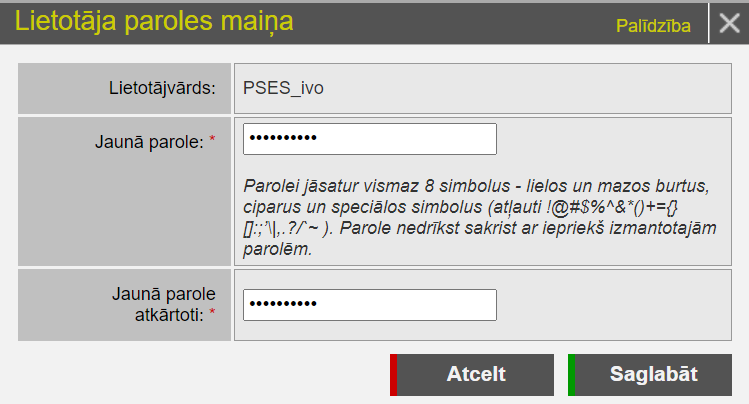 Lietotāja paroles maiņa
Palīdzība
Lietotājvārds:
PSES_ivo
Jaunā parole: *
••••••••••
Parolei jāsatur vismaz 8 simbolus - lielos un mazos burtus,
ciparus un speciālos simbolus (atļauti !@#$%^&*()+={}
[]:;'\|,.?/`~ ). Parole nedrīkst sakrist ar iepriekš izmantotajām
parolēm.
Jaunā parole
atkārtoti: *
••••••••••
Atcelt
Saglabāt